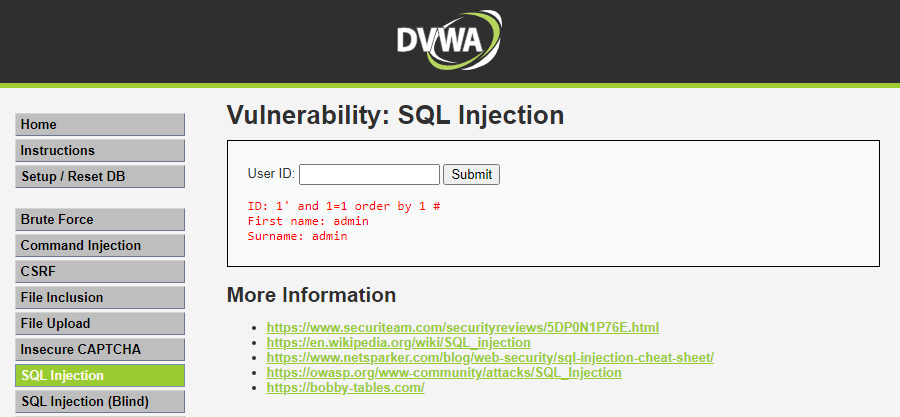 DVWA
Home
Instructions
Setup / Reset DB
Brute Force
Command Injection
CSRF
File Inclusion
File Upload
Insecure CAPTCHA
SQL Injection
SQL Injection (Blind)
Vulnerability: SQL Injection
User ID: Submit
ID: 1' and 1=1 order by 1 #
First name: admin
Surname: admin
More Information
https://www.securiteam.com/securityreviews/5DP0N1P76E.html
https://en.wikipedia.org/wiki/SQL_injection
https://www.netsparker.com/blog/web-security/sql-injection-cheat-sheet/
https://owasp.org/www-community/attacks/SQL_Injection
https://bobby-tables.com/